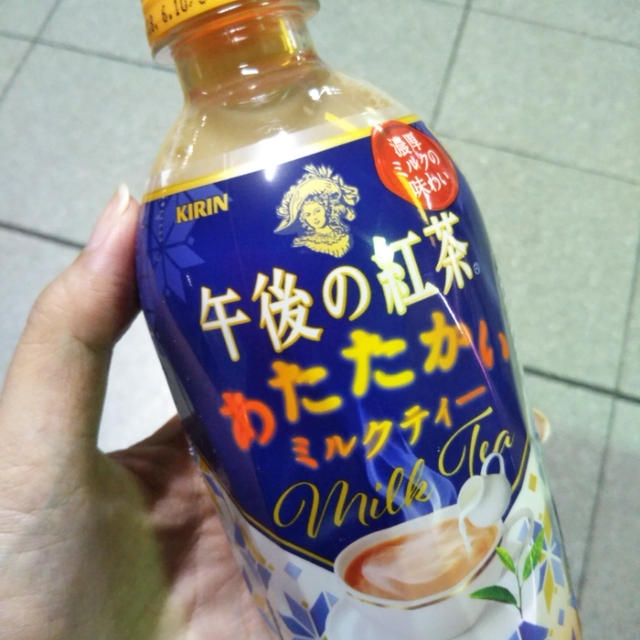 濃厚
ミルクの
味わい
KIRIN
午後の紅茶
あたたかい
ミルクティー
Milk Tea